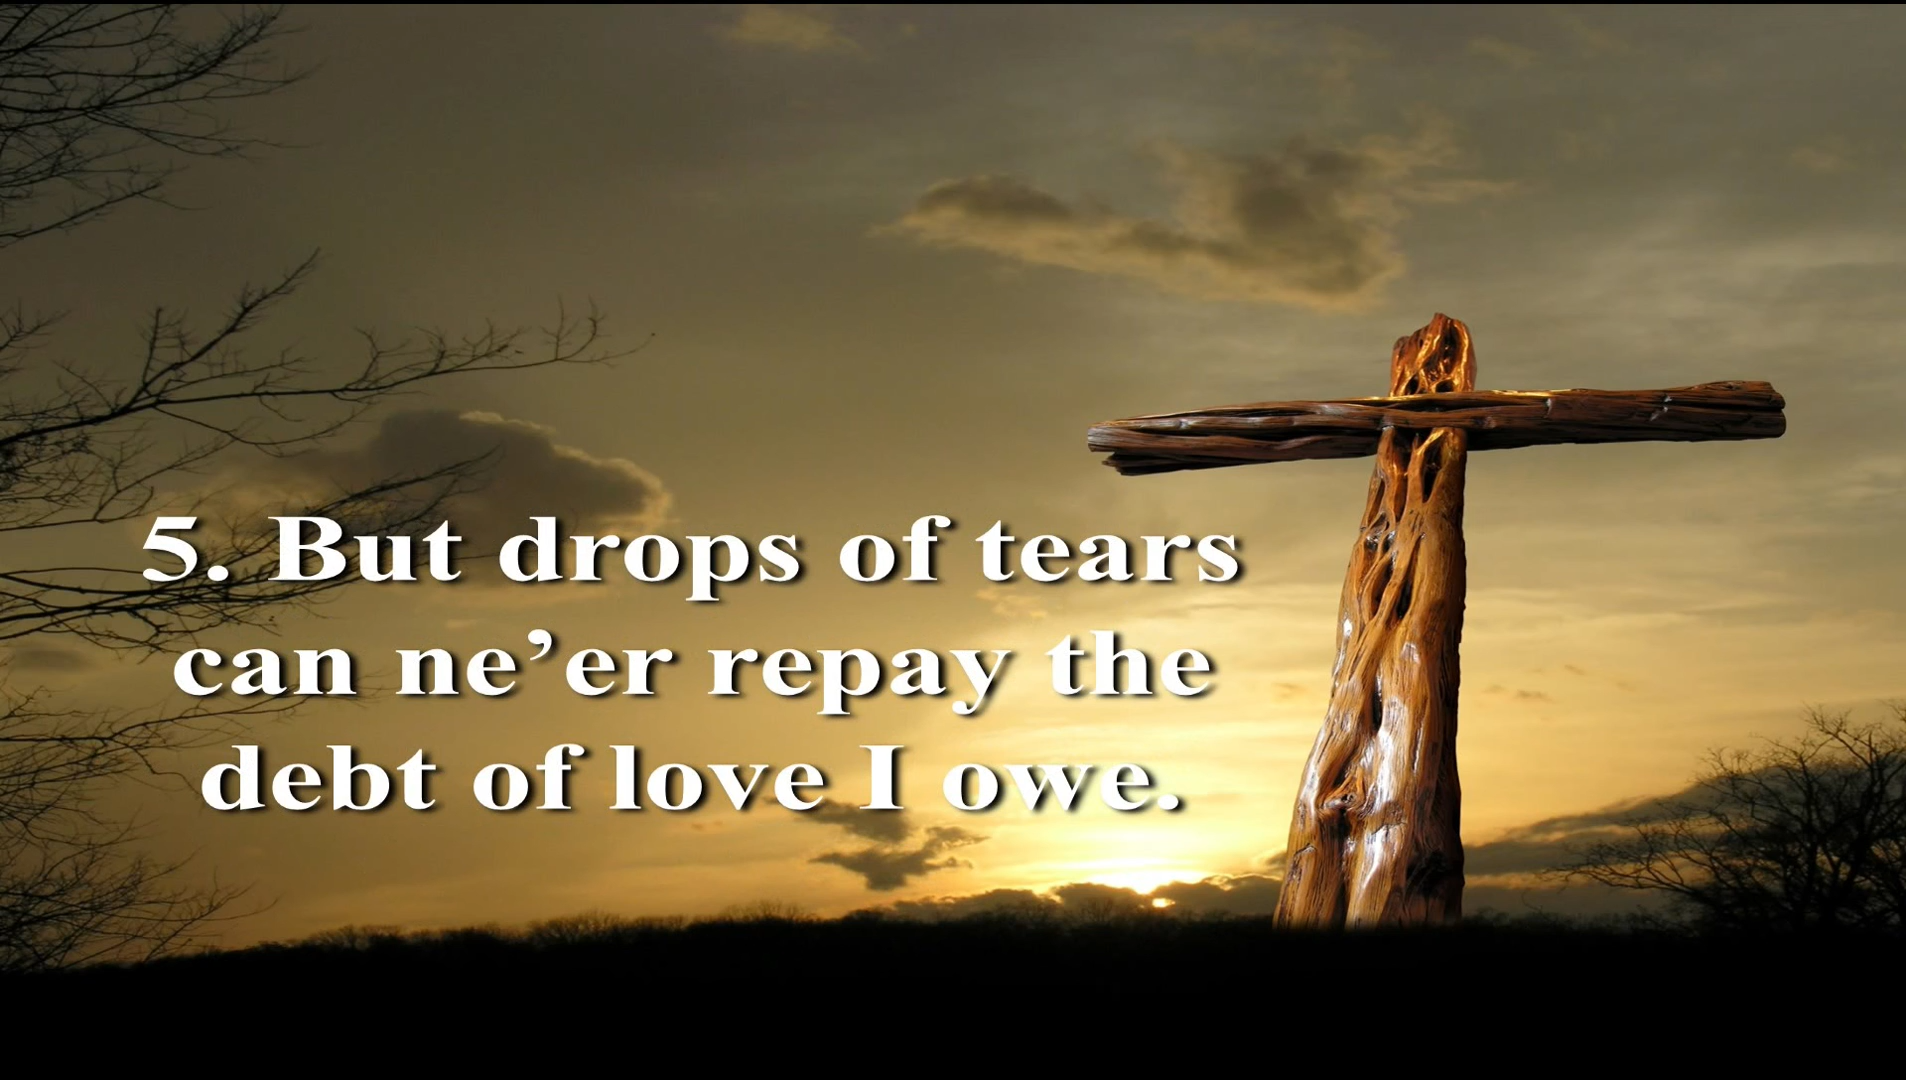 5. But drops of tears
can ne’er repay the
debt of love I owe.